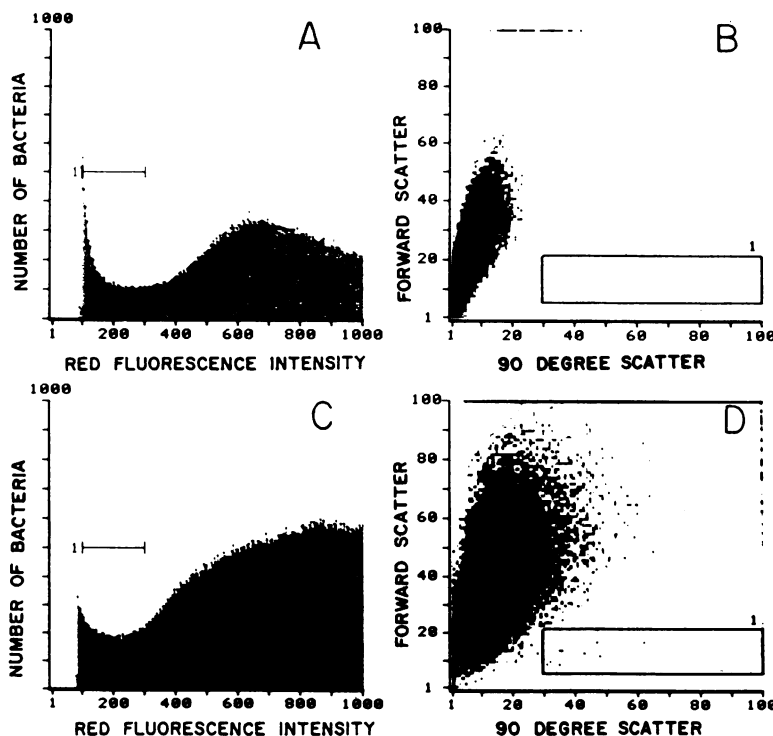 1000
A
NUMBER OF BACTERIA
1
1 200 400 600 800 1000
RED FLUORESCENCE INTENSITY
B
100
80
60
40
20
1
FORWARD SCATTER
1
1 20 40 60 80 100
90 DEGREE SCATTER
1000
C
NUMBER OF BACTERIA
1
1 200 400 600 800 1000
RED FLUORESCENCE INTENSITY
D
100
80
60
40
20
1
FORWARD SCATTER
1
1 20 40 60 80 100
90 DEGREE SCATTER